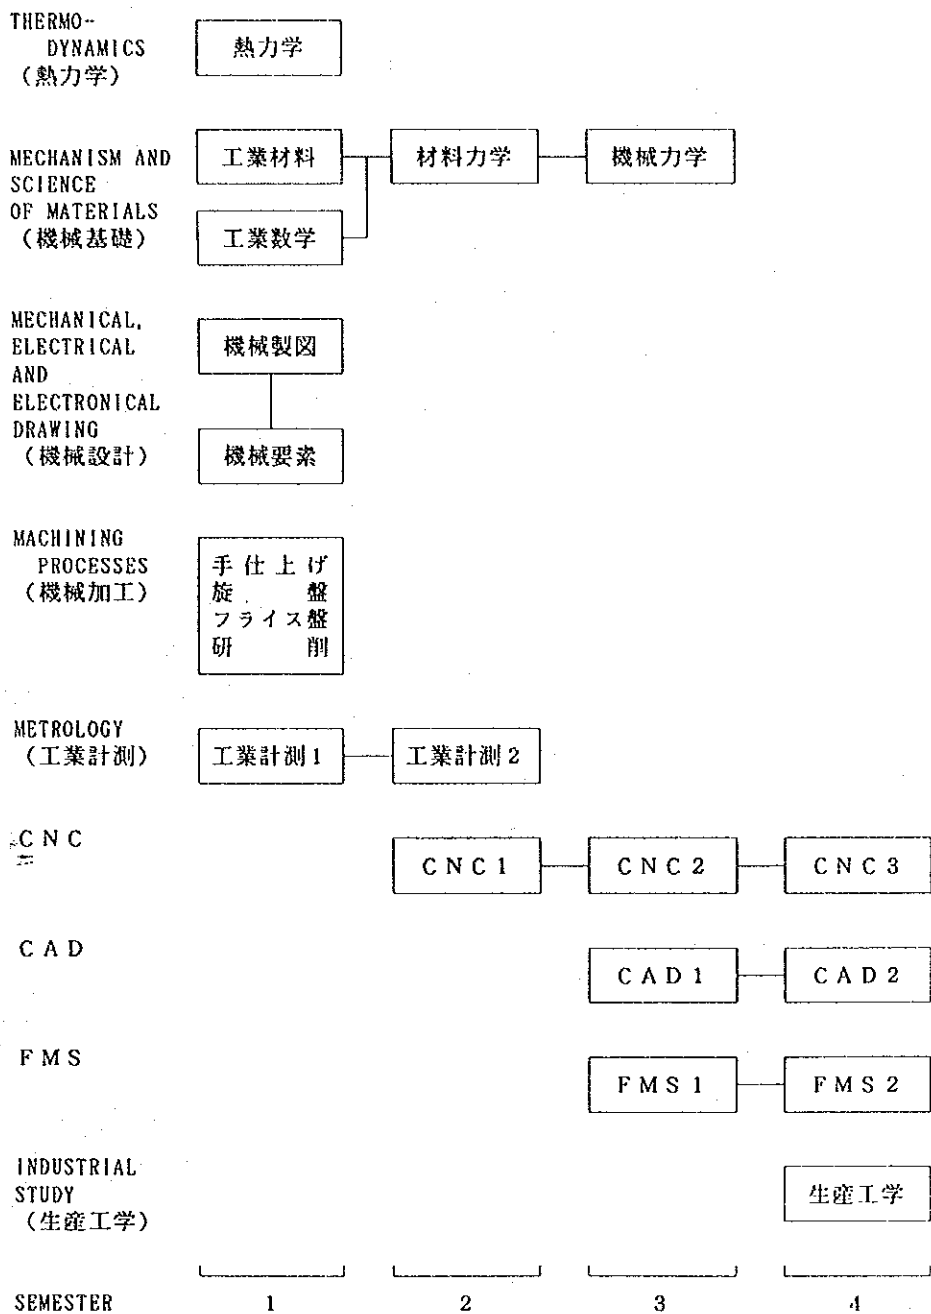 THERMO-
DYNAMICS
(熱力学)
熱力学
MECHANISM AND
SCIENCE
OF MATERIALS
(機械基礎)
工業材料
材料力学
機械力学
工業数学
MECHANICAL,
ELECTRICAL
AND
ELECTRONICAL
DRAWING
(機械設計)
機械製図
機械要素
MACHINING
PROCESSES
(機械加工)
手仕上げ
旋盤
フライス盤
研削
METROLOGY
(工業計測)
工業計測1
工業計測2
CNC
CNC1
CNC2
CNC3
CAD
CAD1
CAD2
FMS
FMS1
FMS2
INDUSTRIAL
STUDY
(生産工学)
生産工学
SEMESTER 1 2 3 4